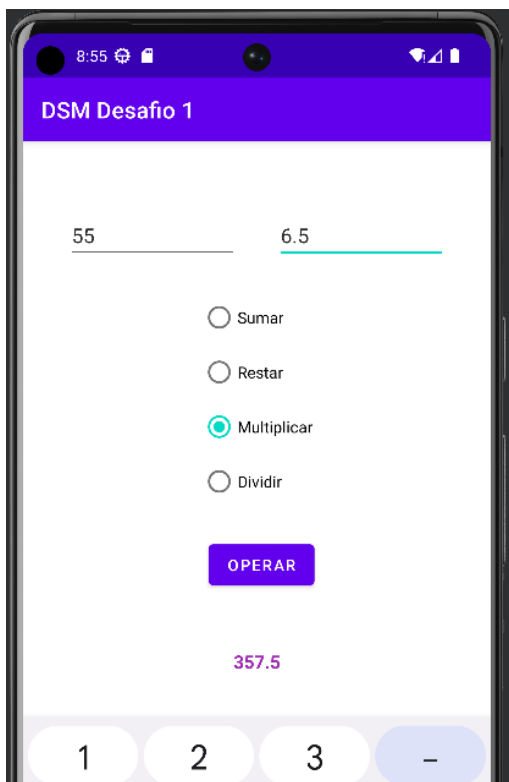 8:55
DSM Desafio 1
55 6.5
Sumar
Restar
Multiplicar
Dividir
OPERAR
357.5
1 2 3 –